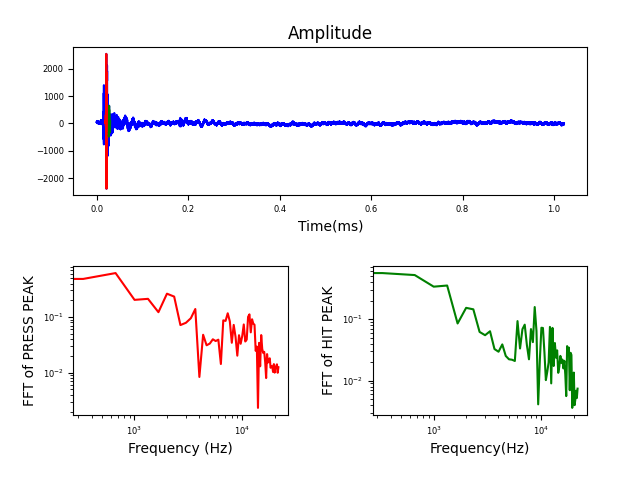 Amplitude
2000
1000
0
−1000
−2000
0.0 0.2 0.4 0.6 0.8 1.0
Time(ms)
FFT of PRESS PEAK
10⁻¹
10⁻²
10³ 10⁴
Frequency (Hz)
FFT of HIT PEAK
10⁻¹
10⁻²
10³ 10⁴
Frequency(Hz)